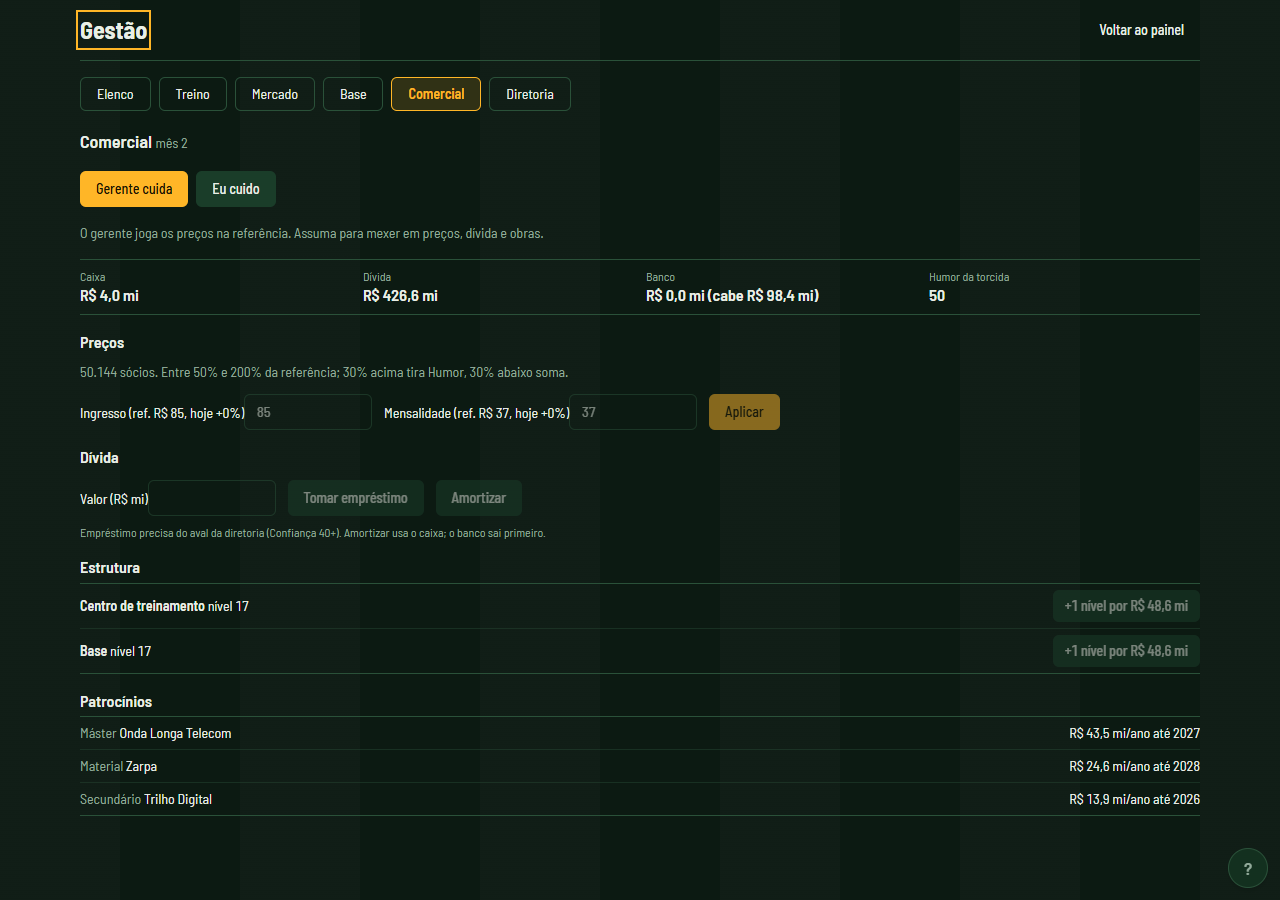 Gestão
Voltar ao painel
Elenco Treino Mercado Base Comercial Diretoria
Comercial mês 2
Gerente cuida Eu cuido
O gerente joga os preços na referência. Assuma para mexer em preços, dívida e obras.
Caixa Dívida Banco Humor da torcida
R$ 4,0 mi R$ 426,6 mi R$ 0,0 mi (cabe R$ 98,4 mi) 50
Preços
50.144 sócios. Entre 50% e 200% da referência; 30% acima tira Humor, 30% abaixo soma.
Ingresso (ref. R$ 85, hoje +0%) 85 Mensalidade (ref. R$ 37, hoje +0%) 37 Aplicar
Dívida
Valor (R$ mi) Tomar empréstimo Amortizar
Empréstimo precisa do aval da diretoria (Confiança 40+). Amortizar usa o caixa; o banco sai primeiro.
Estrutura
Centro de treinamento nível 17 +1 nível por R$ 48,6 mi
Base nível 17 +1 nível por R$ 48,6 mi
Patrocínios
Máster Onda Longa Telecom R$ 43,5 mi/ano até 2027
Material Zarpa R$ 24,6 mi/ano até 2028
Secundário Trilho Digital R$ 13,9 mi/ano até 2026
?